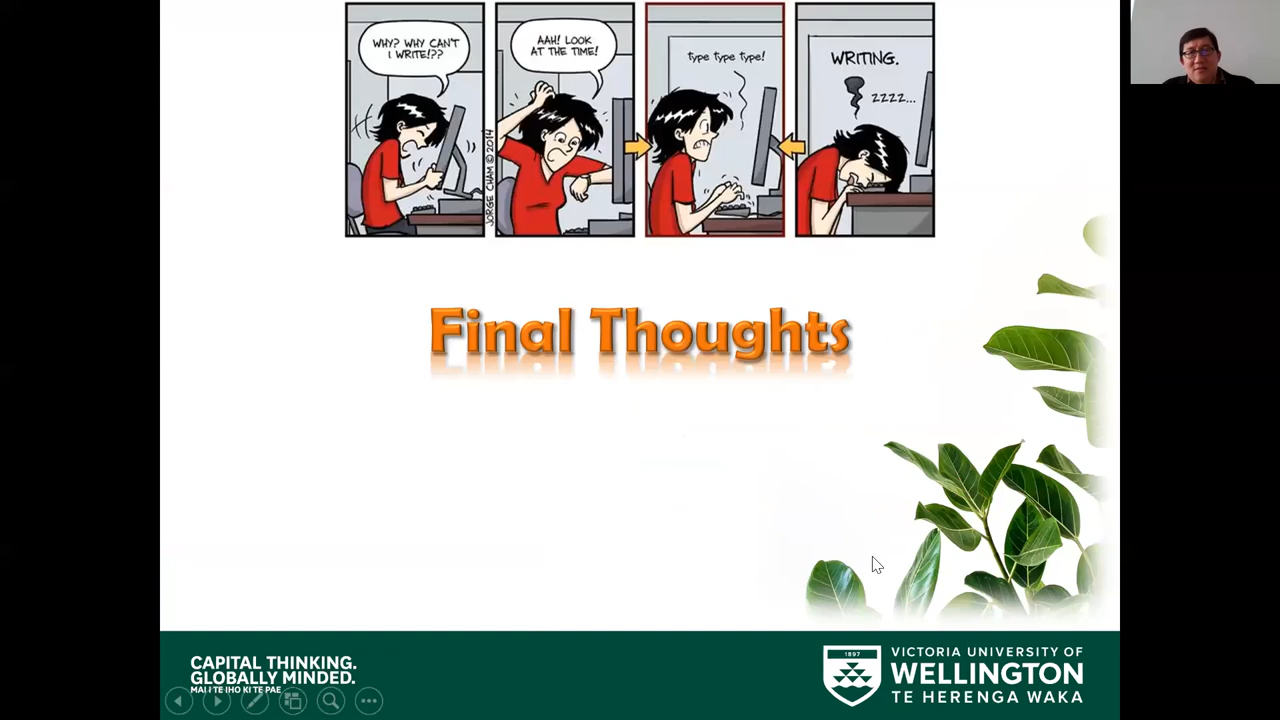 WHY? WHY CAN'T
I WRITE!??
AAH! LOOK
AT THE TIME!
type type type!
WRITING.
ZZZZ...
JORGE CHAM © 2014
Final Thoughts
CAPITAL THINKING.
GLOBALLY MINDED.
MAI I TE IHO KI TE PAE
1897
VICTORIA UNIVERSITY OF
WELLINGTON
TE HERENGA WAKA